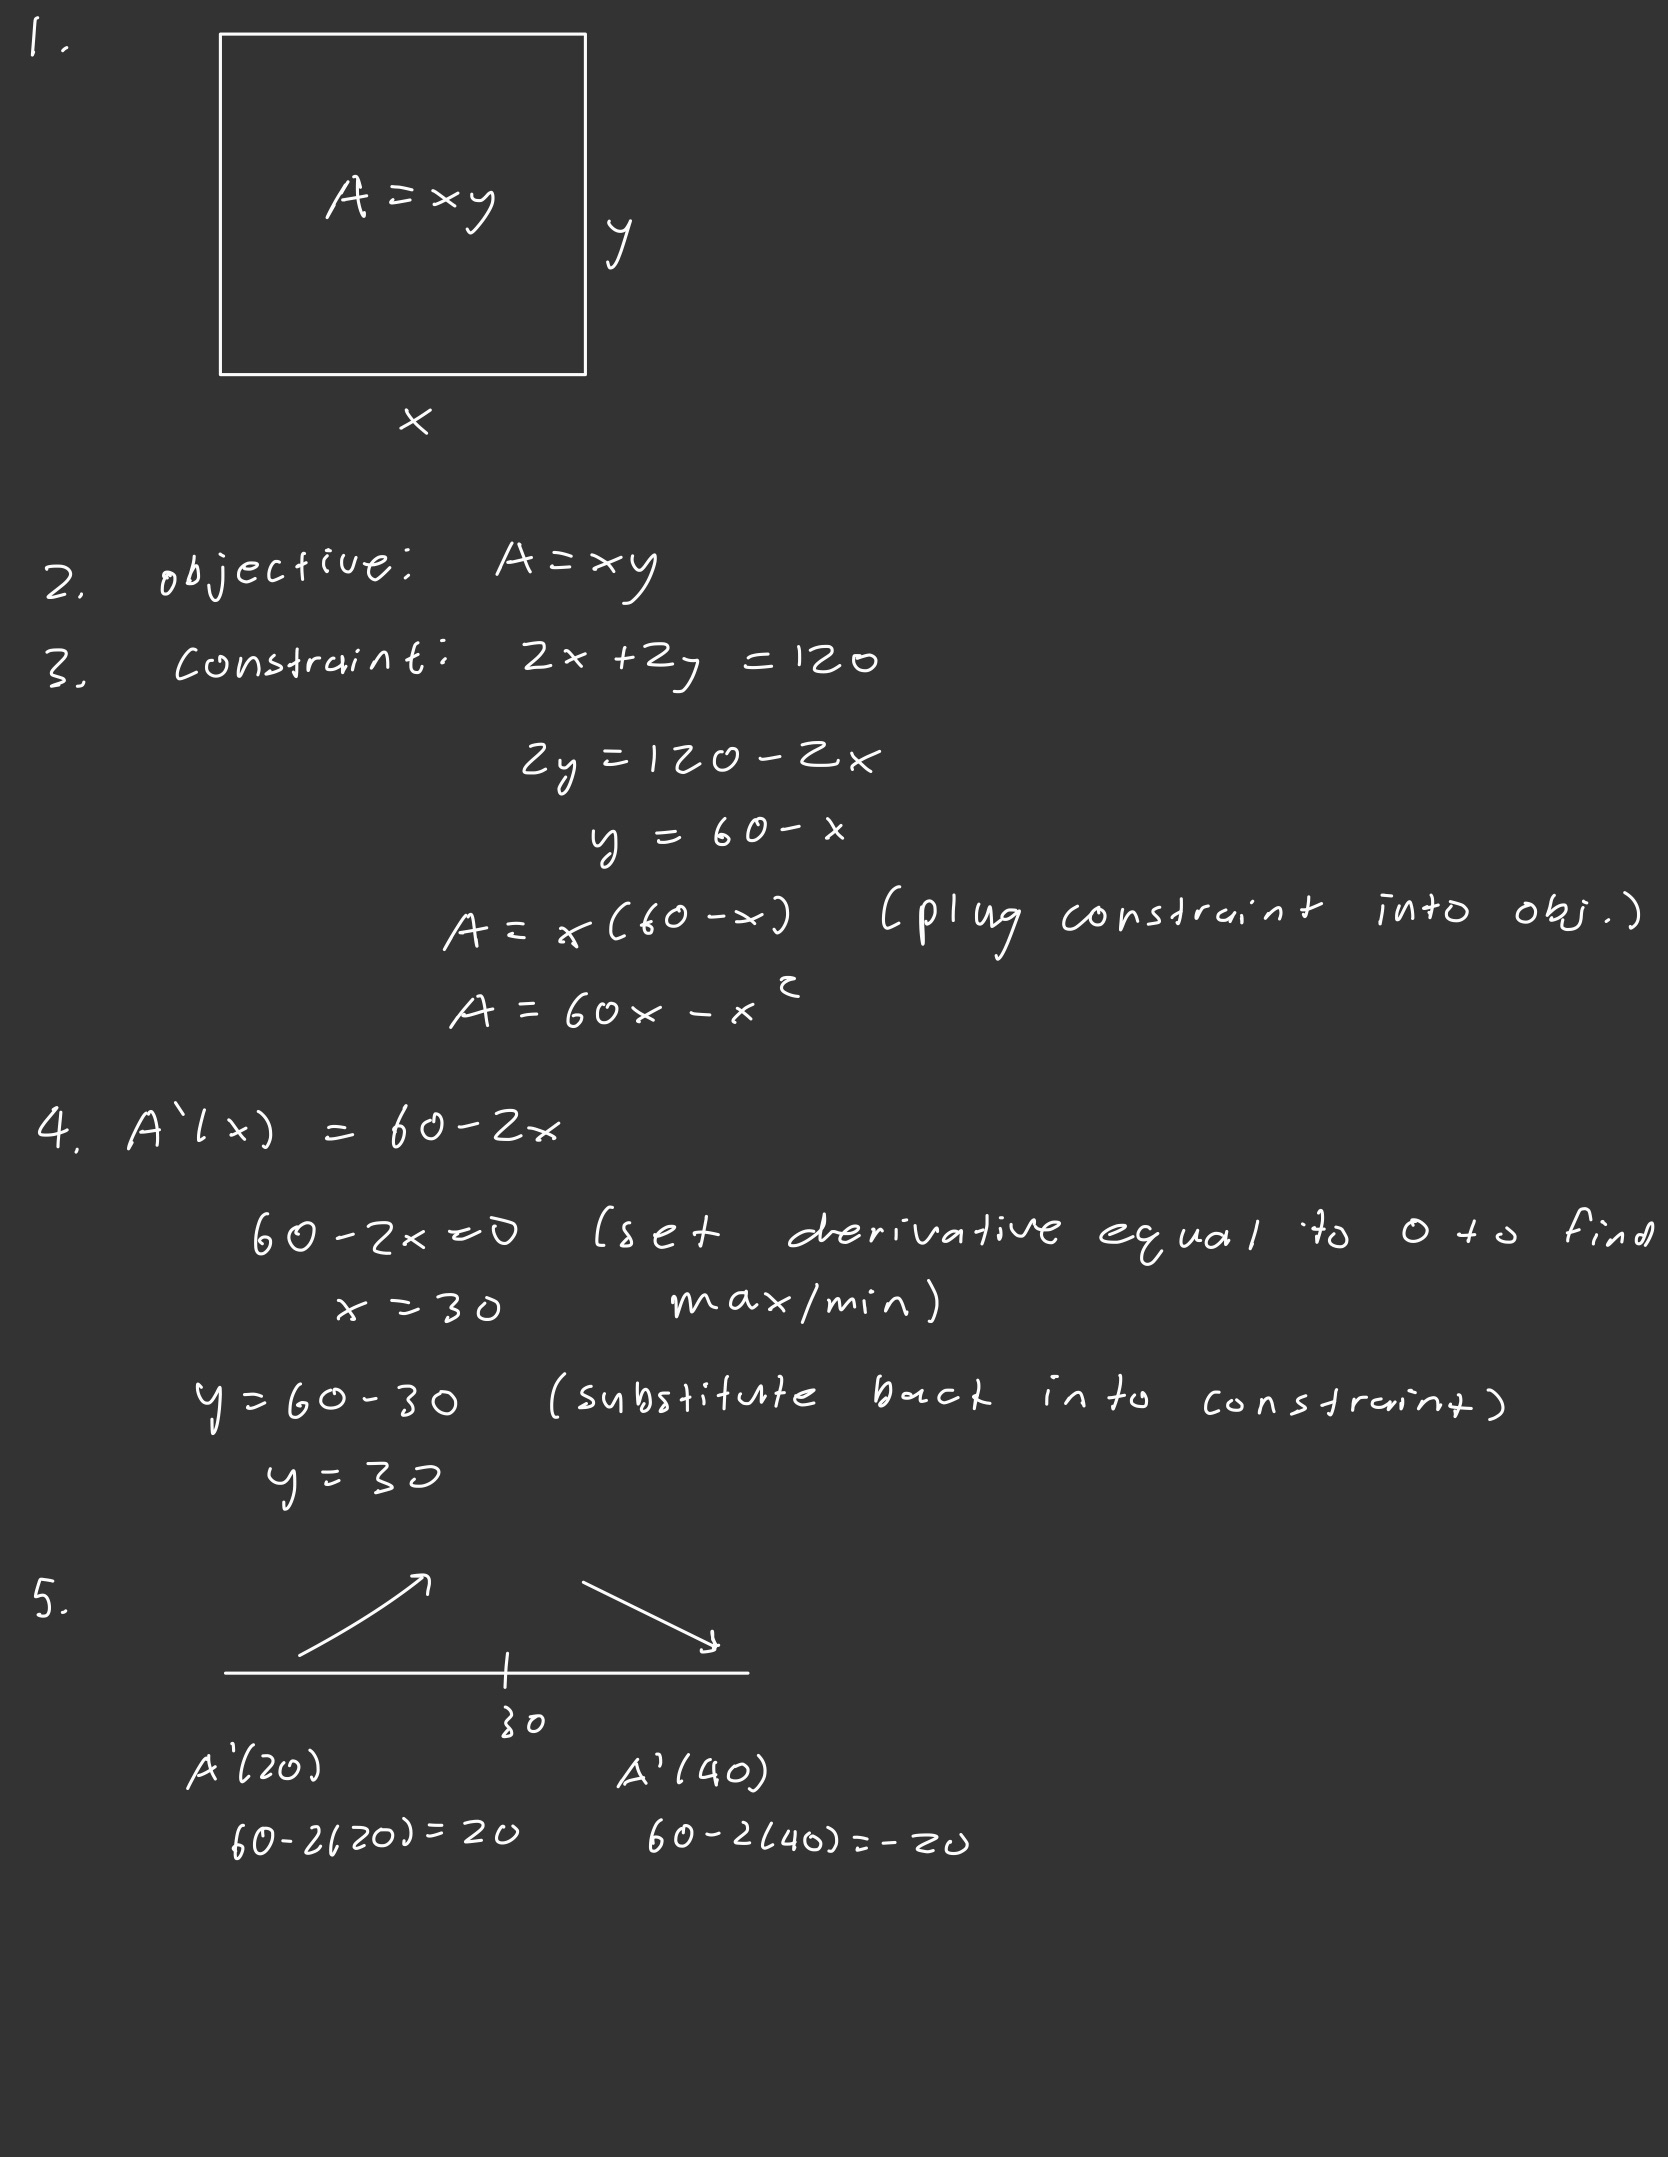 1.
A = xy
y
x
2. objective: A = xy
3. Constraint: 2x + 2y = 120
2y = 120 - 2x
y = 60 - x
A = x(60 - x) (plug constraint into obj.)
A = 60x - x²
4. A'(x) = 60 - 2x
60 - 2x = 0 (set derivative equal to 0 to find
x = 30 max/min)
y = 60 - 30 (substitute back into constraint)
y = 30
5.
30
A'(20) A'(40)
60 - 2(20) = 20 60 - 2(40) = -20